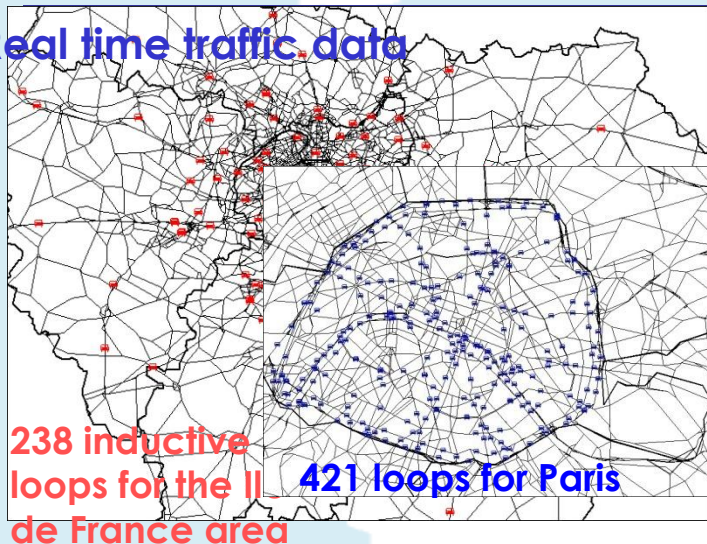 eal time traffic data
238 inductive
loops for the Il
de France area
421 loops for Paris